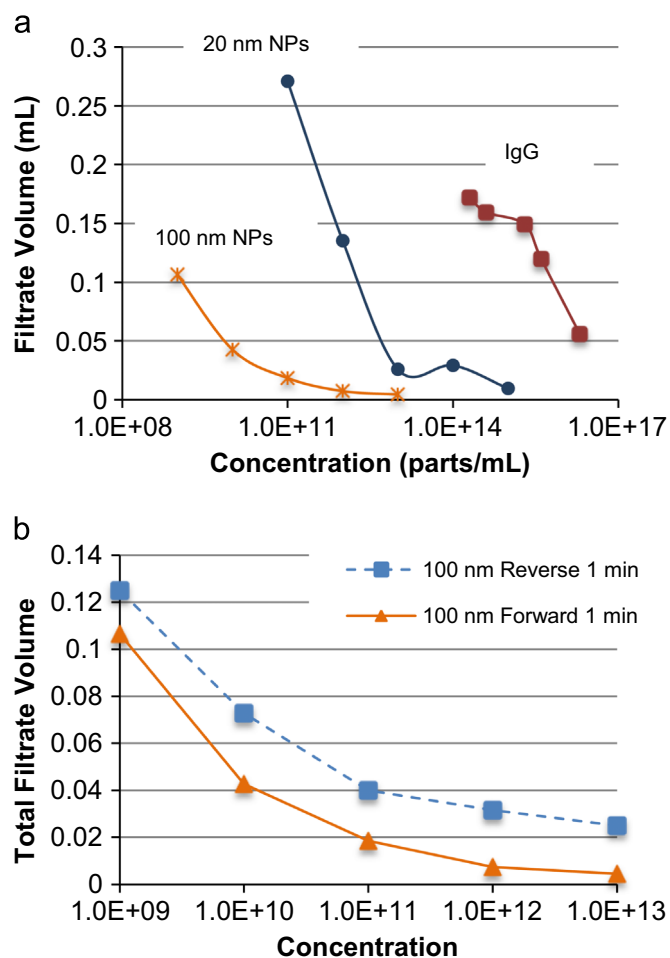 a
20 nm NPs
0.3
0.25
0.2
0.15
0.1
0.05
0
IgG
100 nm NPs
Filtrate Volume (mL)
1.0E+08
1.0E+11
1.0E+14
1.0E+17
Concentration (parts/mL)
b
0.14
0.12
0.1
0.08
0.06
0.04
0.02
0
100 nm Reverse 1 min
100 nm Forward 1 min
Total Filtrate Volume
1.0E+09
1.0E+10
1.0E+11
1.0E+12
1.0E+13
Concentration